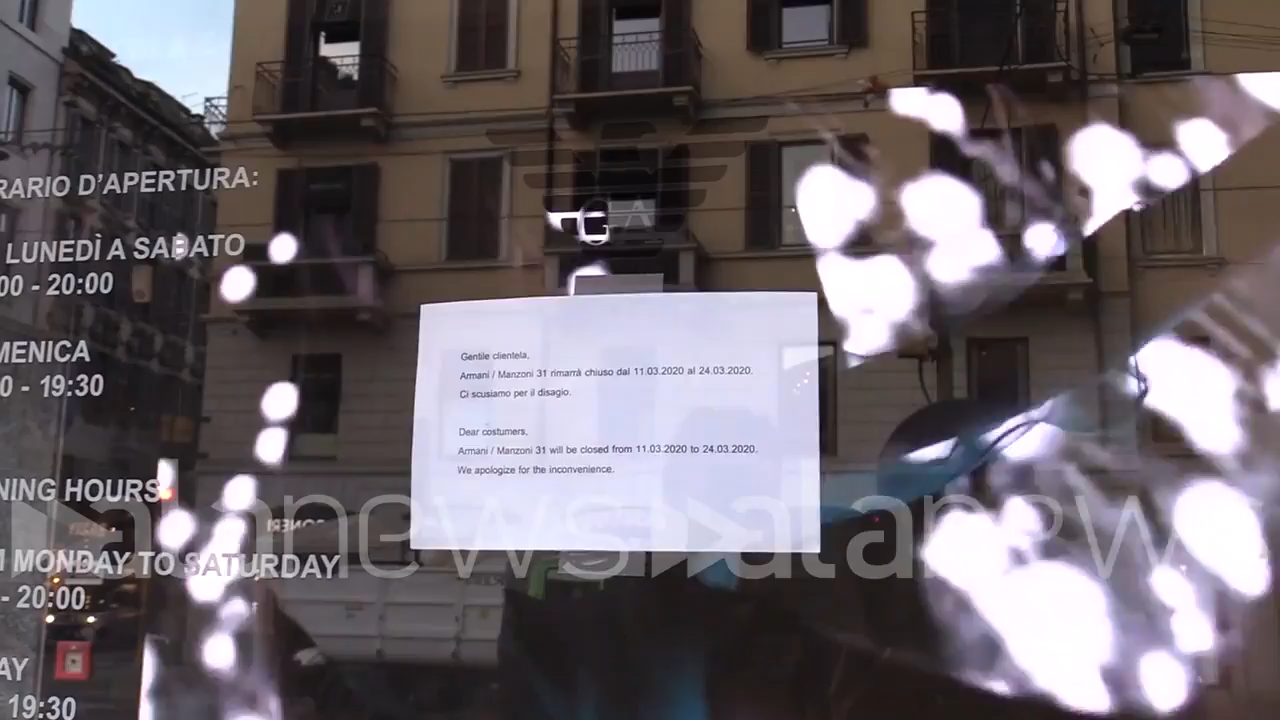 RARIO D'APERTURA:
LUNEDÌ A SABATO
00 - 20:00
MENICA
0 - 19:30
NING HOURS
M MONDAY TO SATURDAY
- 20:00
AY
19:30
GA
Gentile clientela,
Armani / Manzoni 31 rimarrà chiuso dal 11.03.2020 al 24.03.2020.
Ci scusiamo per il disagio.
Dear costumers,
Armani / Manzoni 31 will be closed from 11.03.2020 to 24.03.2020.
We apologize for the inconvenience.
alanews alanews